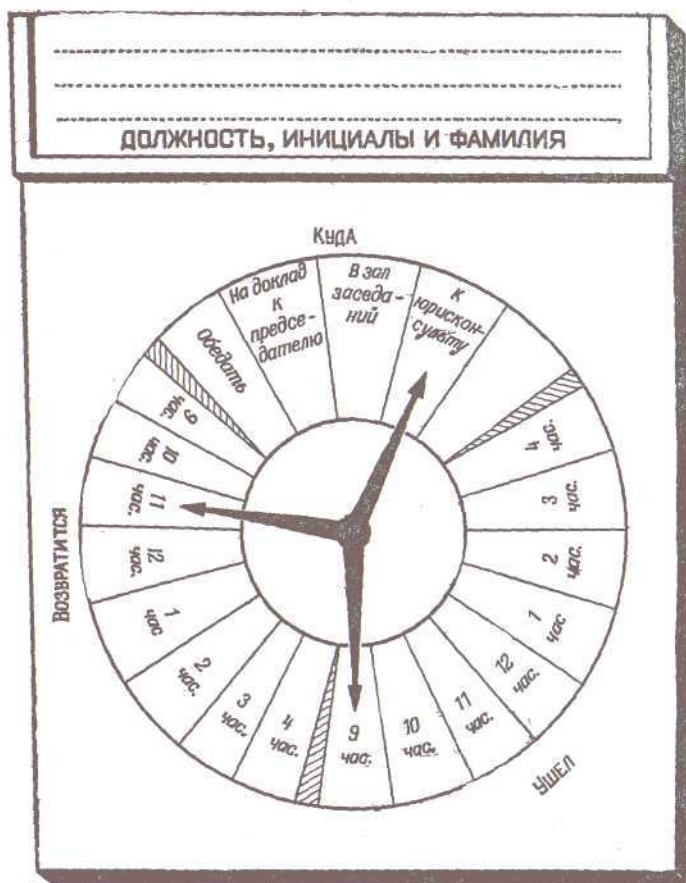 ДОЛЖНОСТЬ, ИНИЦИАЛЫ И ФАМИЛИЯ
КУДА
Обедать
На доклад
к
предсе-
дателю
В зал
заседа-
ний
К
юрискон-
сульту
ВОЗВРАТИТСЯ
9
час.
10
час.
11
час.
12
час.
1
час
2
час.
3
час.
4
час.
УШЕЛ
9
час.
10
час.
11
час.
12
час.
1
час
2
час.
3
час.
4
час.